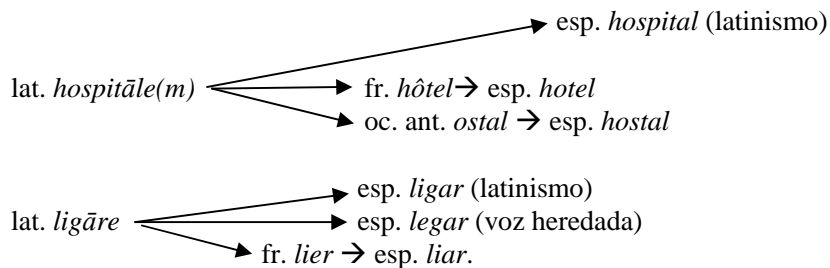 esp. hospital (latinismo)
lat. hospitāle(m) fr. hôtel→ esp. hotel
oc. ant. ostal → esp. hostal
esp. ligar (latinismo)
lat. ligāre esp. legar (voz heredada)
fr. lier → esp. liar.